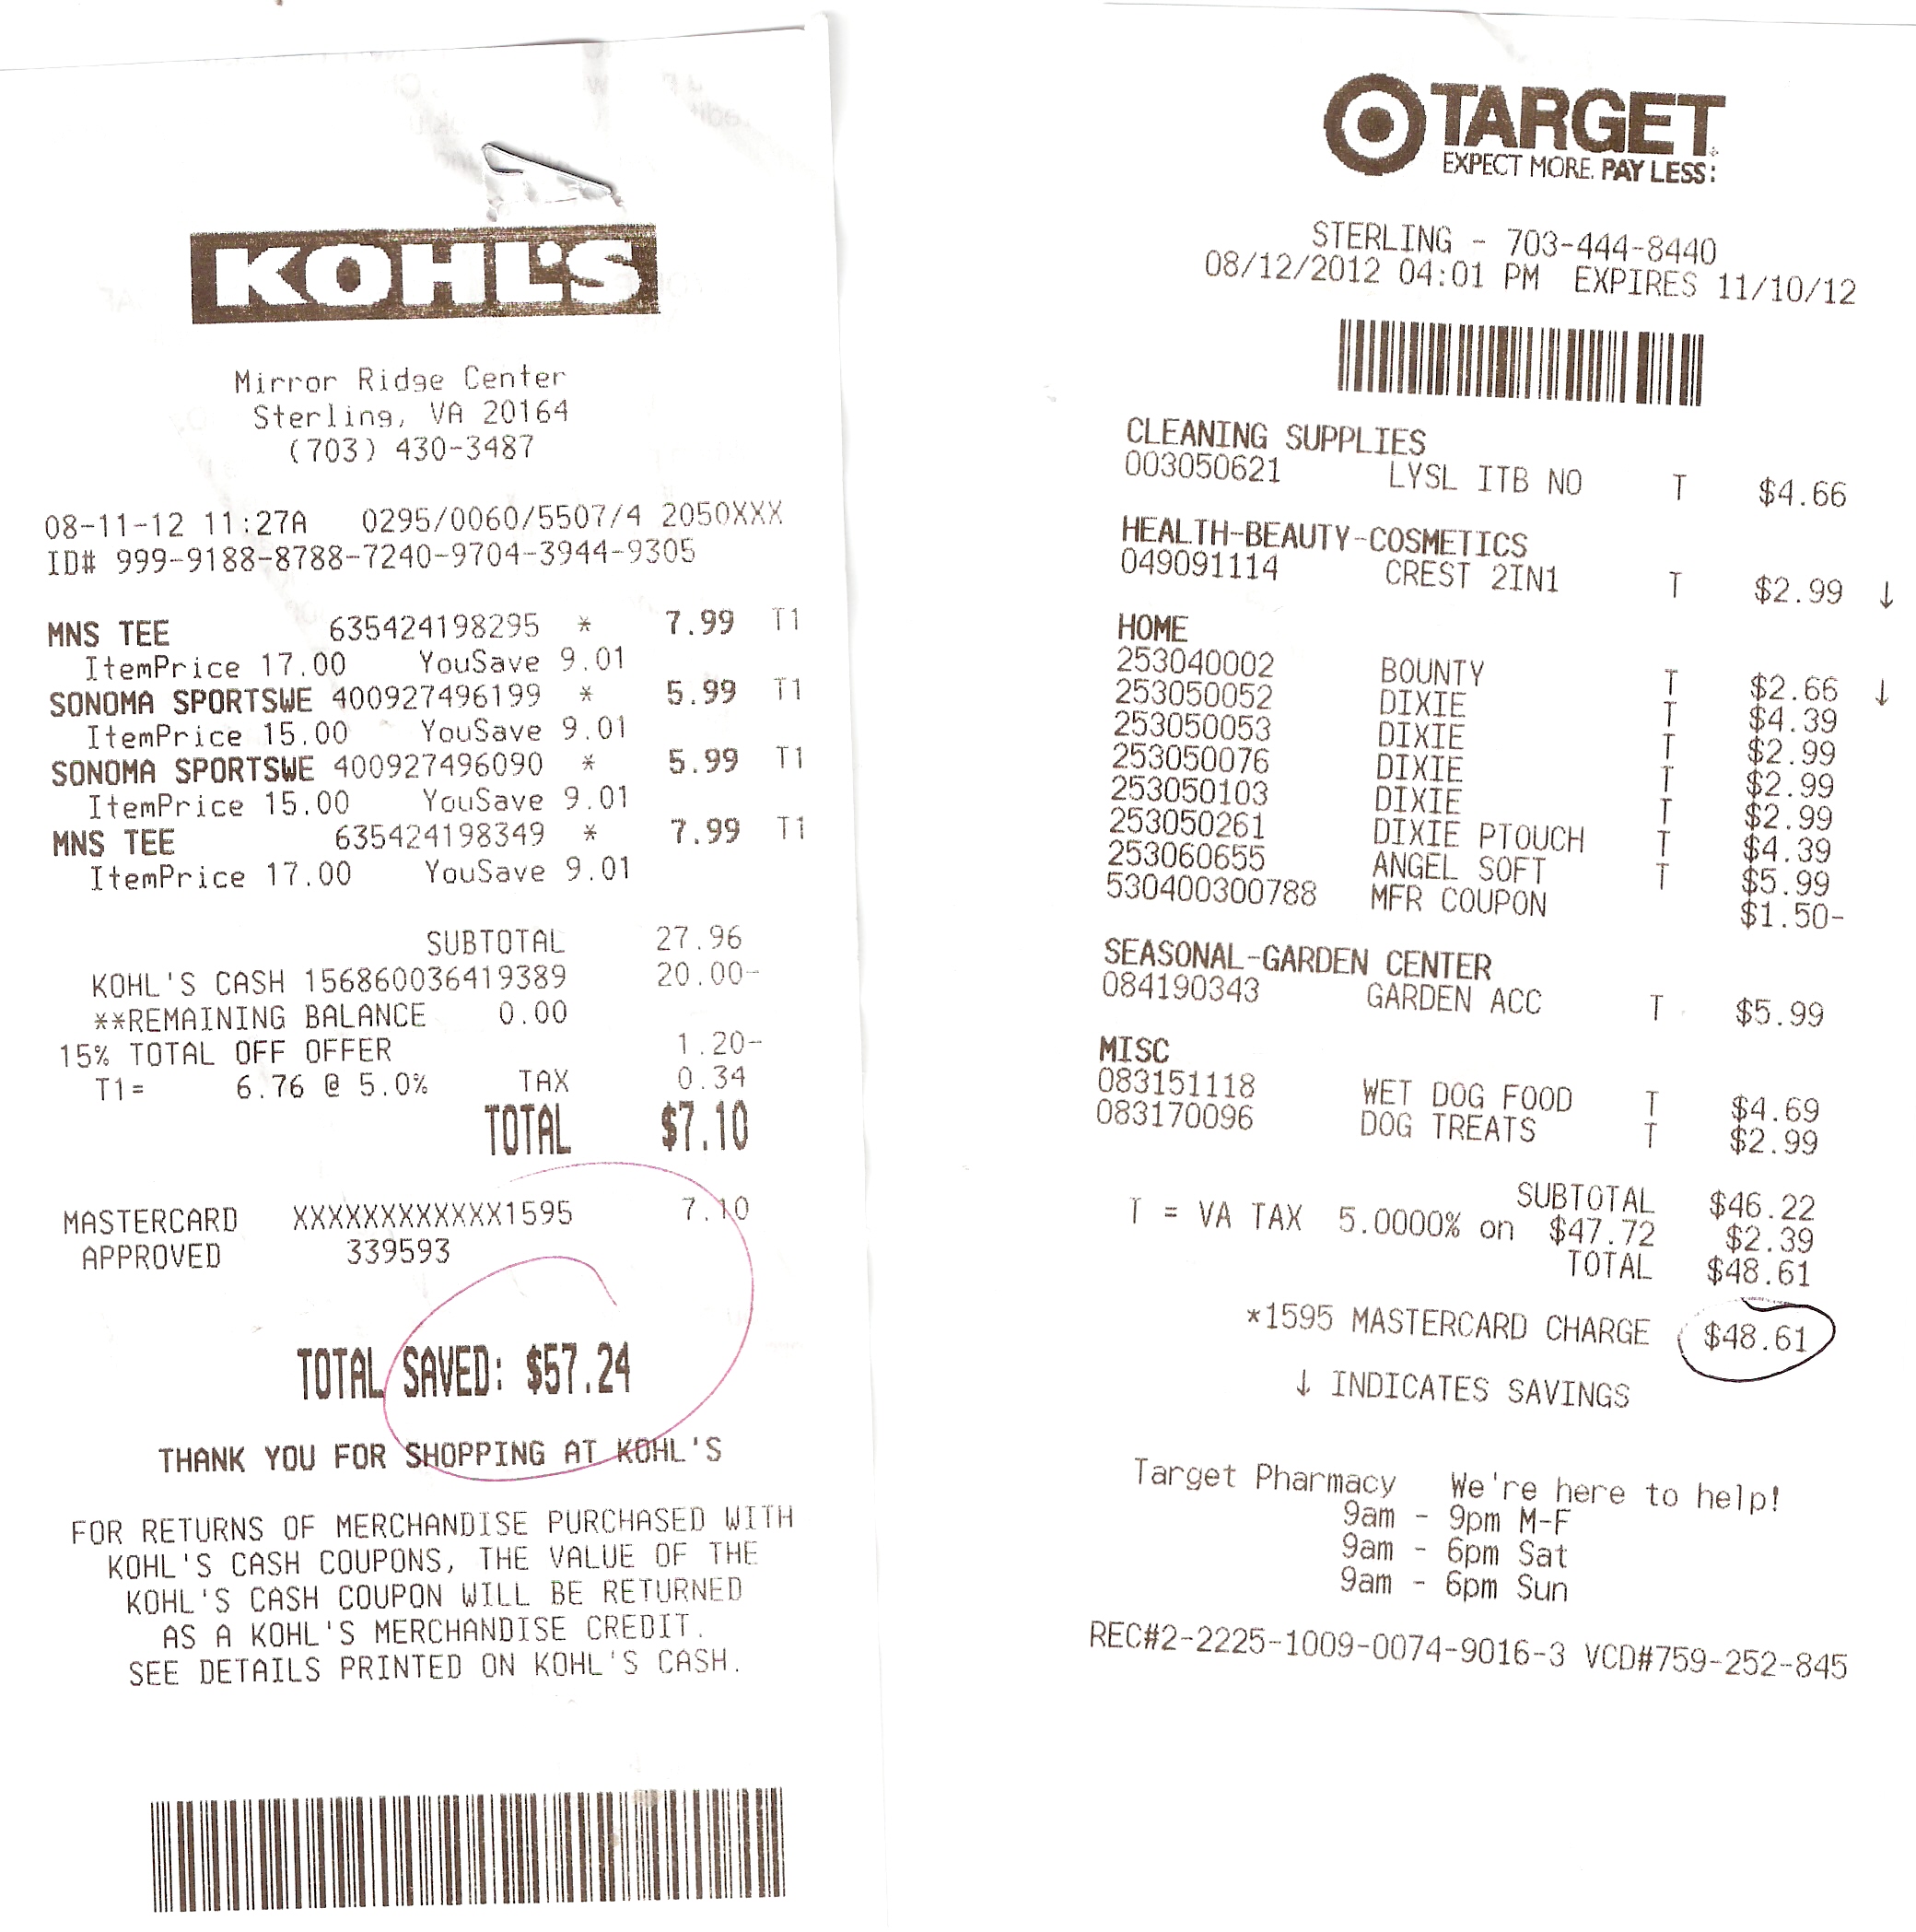 KOHL'S
Mirror Ridge Center
Sterling, VA 20164
(703) 430-3487
08-11-12 11:27A 0295/0060/5507/4 2050XXX
ID# 999-9188-8788-7240-9704-3944-9305
MNS TEE 635424198295 * 7.99 T1
ItemPrice 17.00 YouSave 9.01
SONOMA SPORTSWE 400927496199 * 5.99 T1
ItemPrice 15.00 YouSave 9.01
SONOMA SPORTSWE 400927496090 * 5.99 T1
ItemPrice 15.00 YouSave 9.01
MNS TEE 635424198349 * 7.99 T1
ItemPrice 17.00 YouSave 9.01
SUBTOTAL 27.96
KOHL'S CASH 156860036419389 20.00-
**REMAINING BALANCE 0.00
15% TOTAL OFF OFFER 1.20-
T1= 6.76 @ 5.0% TAX 0.34
TOTAL $7.10
MASTERCARD XXXXXXXXXXXX1595 7.10
APPROVED 339593
TOTAL SAVED: $57.24
THANK YOU FOR SHOPPING AT KOHL'S
FOR RETURNS OF MERCHANDISE PURCHASED WITH
KOHL'S CASH COUPONS, THE VALUE OF THE
KOHL'S CASH COUPON WILL BE RETURNED
AS A KOHL'S MERCHANDISE CREDIT.
SEE DETAILS PRINTED ON KOHL'S CASH.
TARGET
EXPECT MORE. PAY LESS.
STERLING - 703-444-8440
08/12/2012 04:01 PM EXPIRES 11/10/12
CLEANING SUPPLIES
003050621 LYSL ITB NO T $4.66
HEALTH-BEAUTY-COSMETICS
049091114 CREST 2IN1 T $2.99 ↓
HOME
253040002 BOUNTY T $2.66 ↓
253050052 DIXIE T $4.39
253050053 DIXIE T $2.99
253050076 DIXIE T $2.99
253050103 DIXIE T $2.99
253050261 DIXIE PTOUCH T $4.39
253060655 ANGEL SOFT T $5.99
530400300788 MFR COUPON $1.50-
SEASONAL-GARDEN CENTER
084190343 GARDEN ACC T $5.99
MISC
083151118 WET DOG FOOD T $4.69
083170096 DOG TREATS T $2.99
SUBTOTAL $46.22
T = VA TAX 5.0000% on $47.72 $2.39
TOTAL $48.61
*1595 MASTERCARD CHARGE $48.61
↓ INDICATES SAVINGS
Target Pharmacy We're here to help!
9am - 9pm M-F
9am - 6pm Sat
9am - 6pm Sun
REC#2-2225-1009-0074-9016-3 VCD#759-252-845